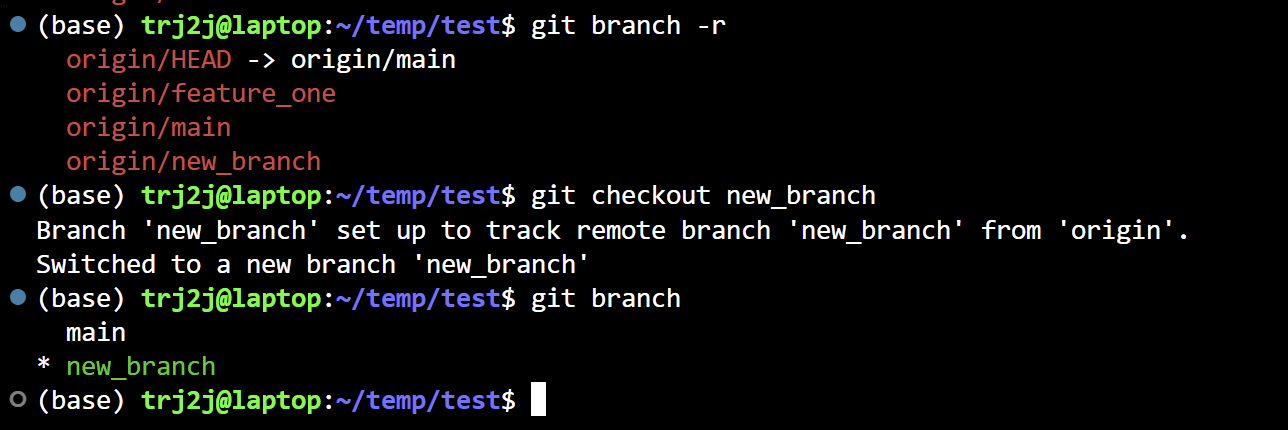 (base) trj2j@laptop:~/temp/test$ git branch -r
origin/HEAD -> origin/main
origin/feature_one
origin/main
origin/new_branch
(base) trj2j@laptop:~/temp/test$ git checkout new_branch
Branch 'new_branch' set up to track remote branch 'new_branch' from 'origin'.
Switched to a new branch 'new_branch'
(base) trj2j@laptop:~/temp/test$ git branch
main
* new_branch
(base) trj2j@laptop:~/temp/test$